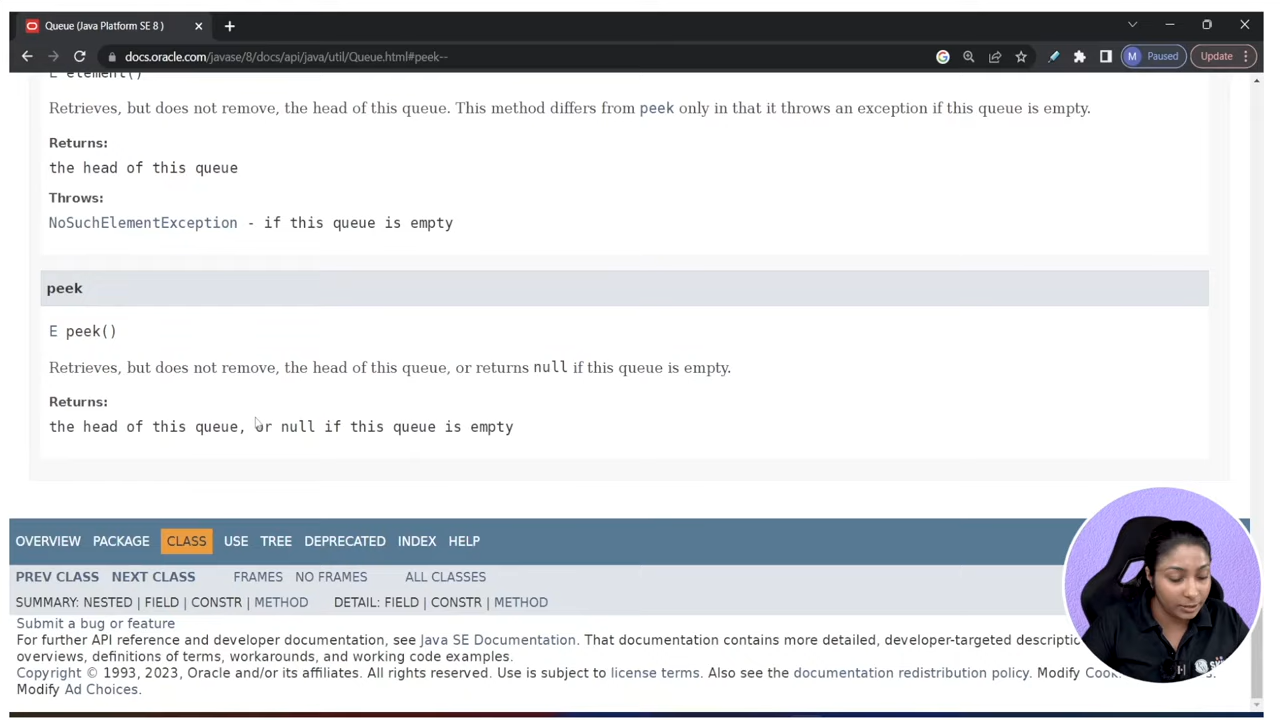 Queue (Java Platform SE 8 )
docs.oracle.com/javase/8/docs/api/java/util/Queue.html#peek--
M Paused
Update
E element()
Retrieves, but does not remove, the head of this queue. This method differs from peek only in that it throws an exception if this queue is empty.
Returns:
the head of this queue
Throws:
NoSuchElementException - if this queue is empty
peek
E peek()
Retrieves, but does not remove, the head of this queue, or returns null if this queue is empty.
Returns:
the head of this queue, or null if this queue is empty
OVERVIEW PACKAGE CLASS USE TREE DEPRECATED INDEX HELP
PREV CLASS NEXT CLASS FRAMES NO FRAMES ALL CLASSES
SUMMARY: NESTED | FIELD | CONSTR | METHOD DETAIL: FIELD | CONSTR | METHOD
Submit a bug or feature
For further API reference and developer documentation, see Java SE Documentation. That documentation contains more detailed, developer-targeted
overviews, definitions of terms, workarounds, and working code examples.
Copyright © 1993, 2023, Oracle and/or its affiliates. All rights reserved. Use is subject to license terms. Also see the documentation redistribution policy. Modify
Modify Ad Choices.